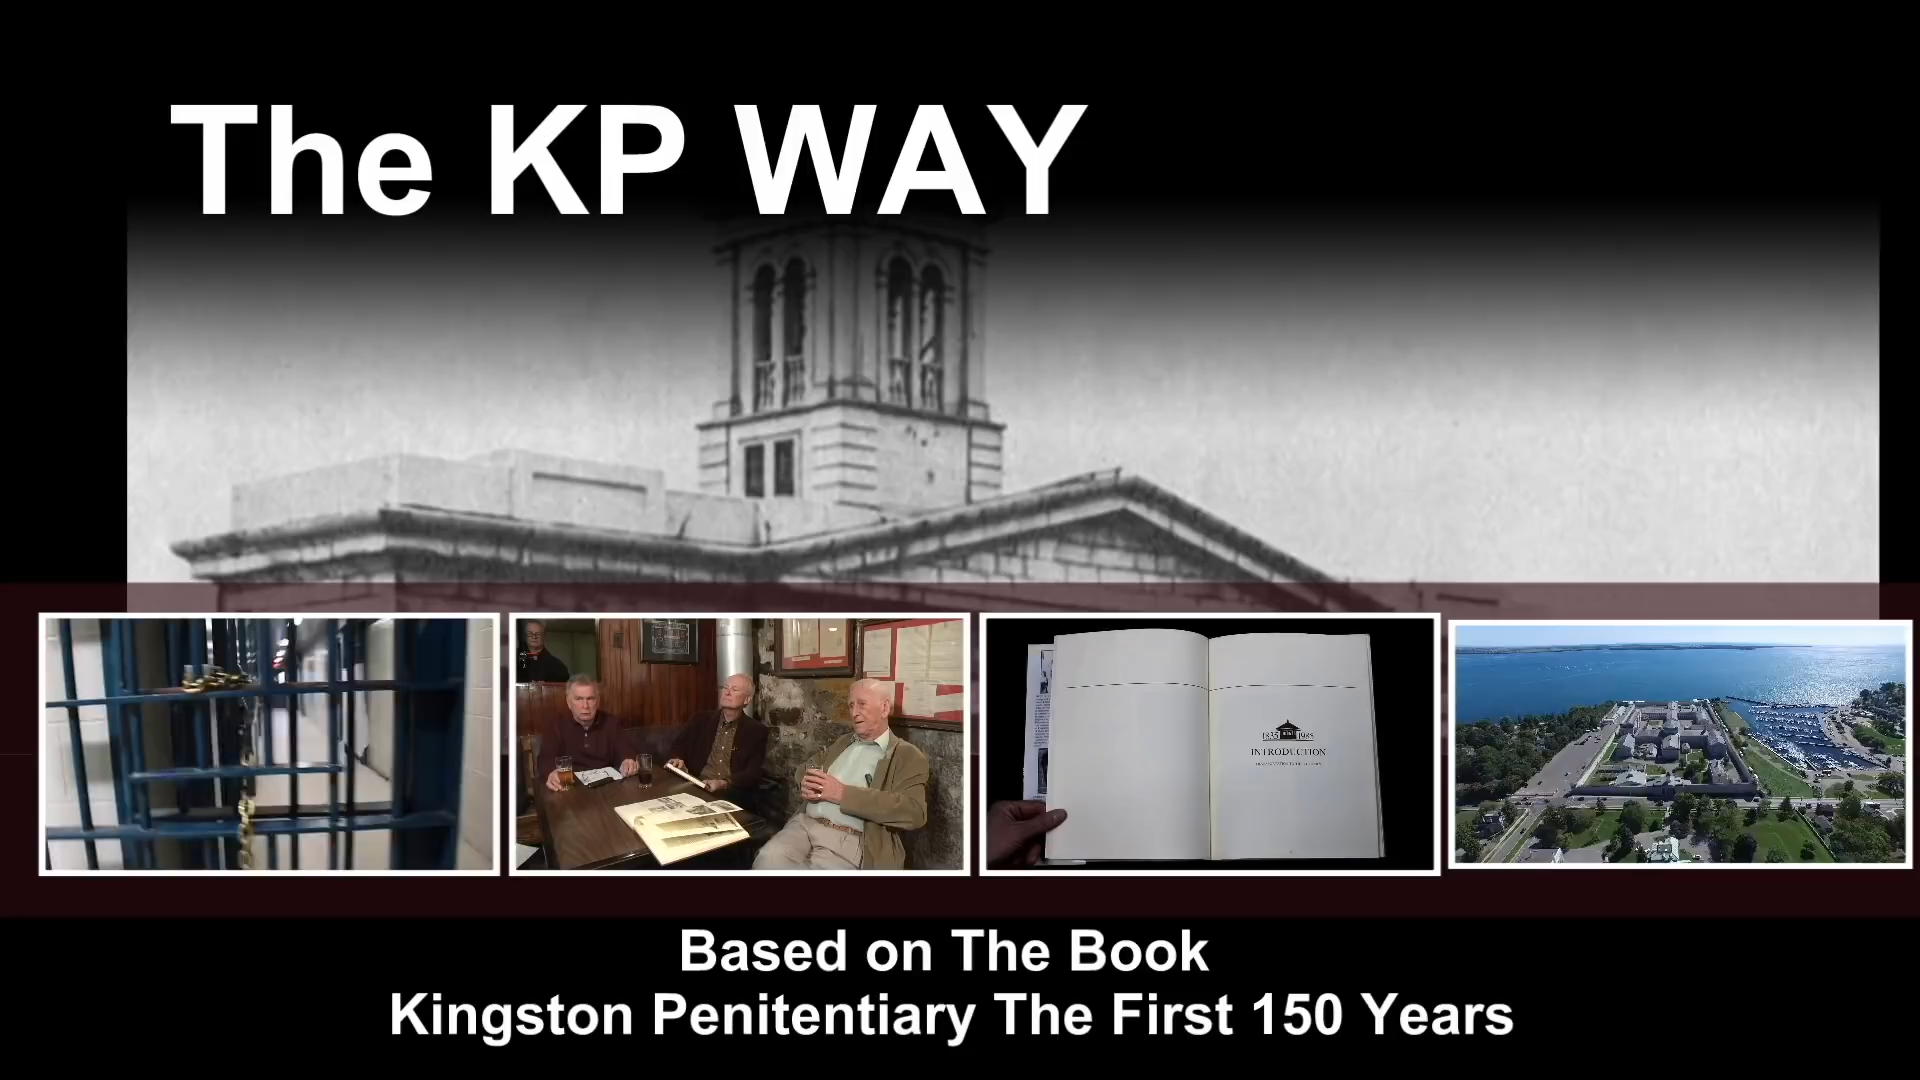 The KP WAY
1835 1985
INTRODUCTION
Based on The Book
Kingston Penitentiary The First 150 Years